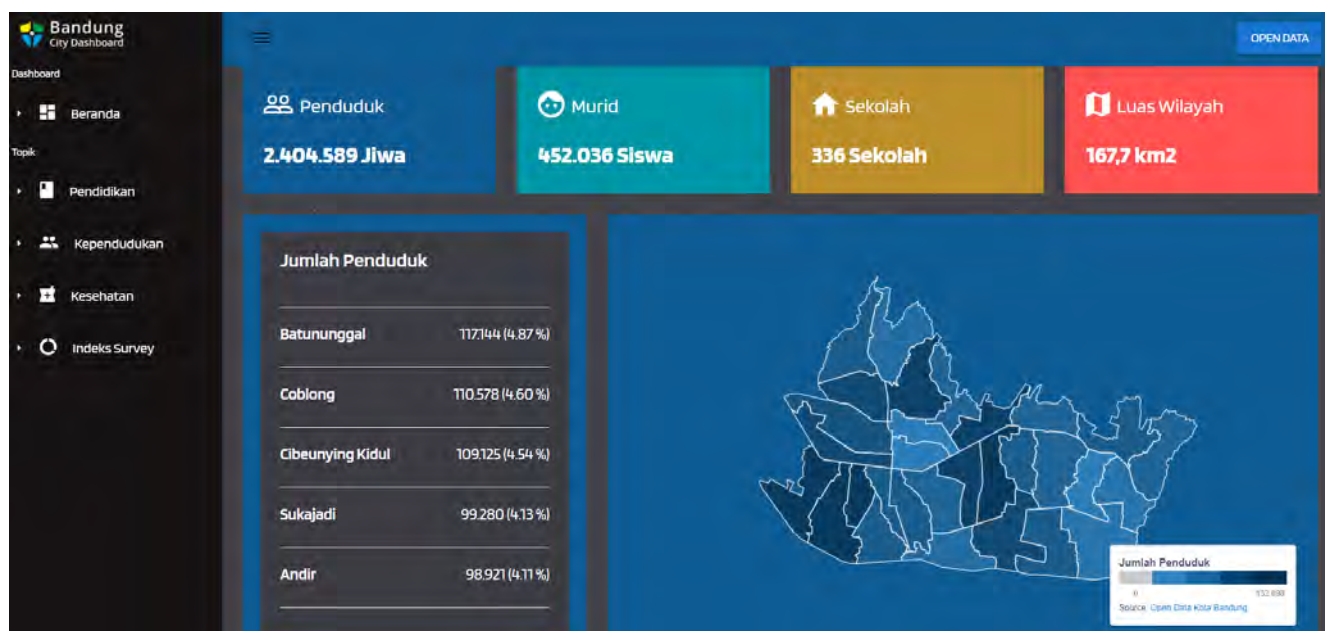 Bandung
City Dashboard
OPEN DATA
Dashboard
Beranda
Topik
Pendidikan
Kependudukan
Kesehatan
Indeks Survey
Penduduk
2.404.589 Jiwa
Murid
452.036 Siswa
Sekolah
336 Sekolah
Luas Wilayah
167,7 km2
Jumlah Penduduk
Batununggal 117.144 (4.87 %)
Coblong 110.578 (4.60 %)
Cibeunying Kidul 109.125 (4.54 %)
Sukajadi 99.280 (4.13 %)
Andir 98.921 (4.11 %)
Jumlah Penduduk
0
Source: Open Data Kota Bandung